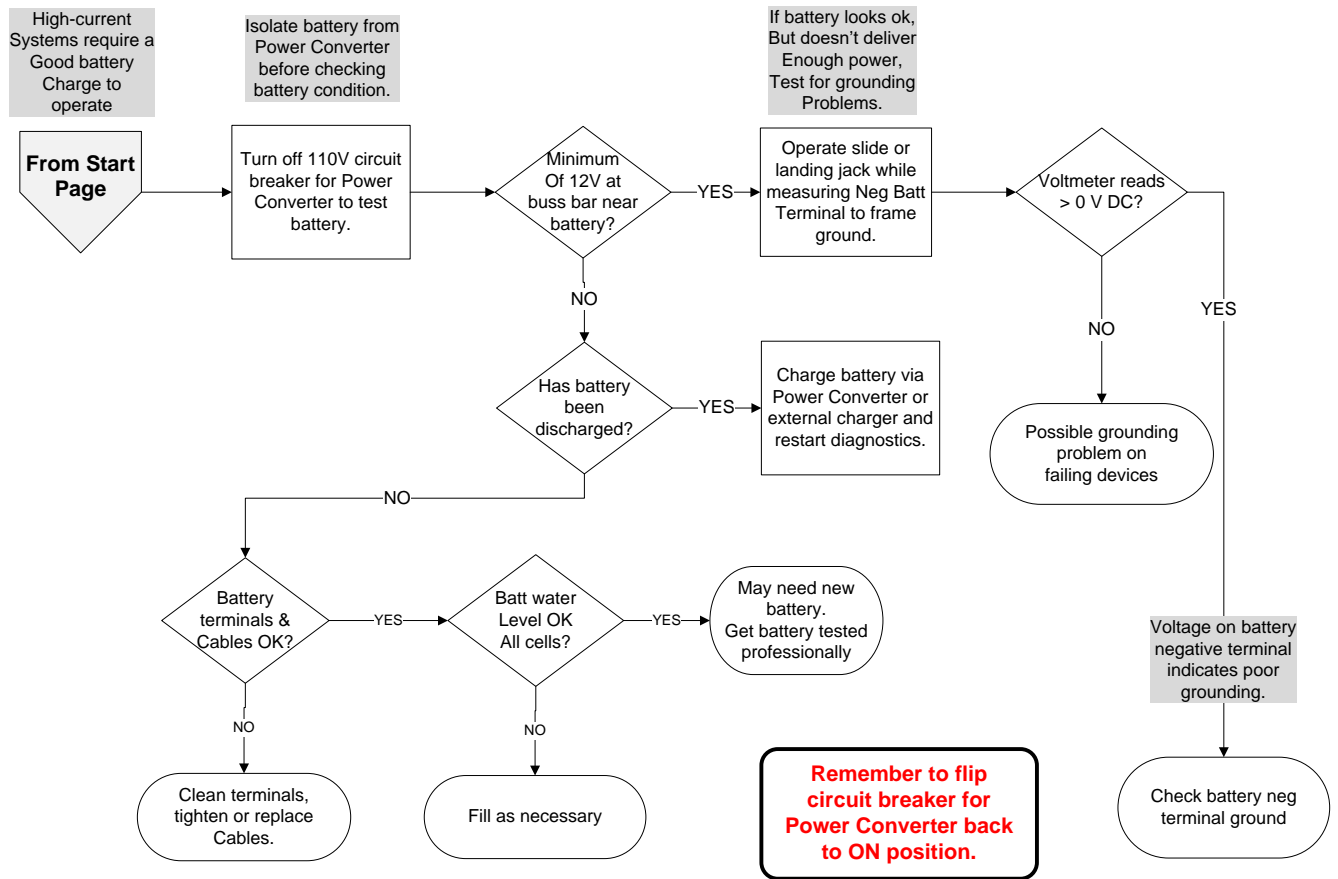 High-current
Systems require a
Good battery
Charge to
operate
Isolate battery from
Power Converter
before checking
battery condition.
If battery looks ok,
But doesn't deliver
Enough power,
Test for grounding
Problems.
From Start
Page
Turn off 110V circuit
breaker for Power
Converter to test
battery.
Minimum
Of 12V at
buss bar near
battery?
YES
Operate slide or
landing jack while
measuring Neg Batt
Terminal to frame
ground.
Voltmeter reads
> 0 V DC?
NO
NO
YES
Has battery
been
discharged?
YES
Charge battery via
Power Converter or
external charger and
restart diagnostics.
Possible grounding
problem on
failing devices
NO
Battery
terminals &
Cables OK?
YES
Batt water
Level OK
All cells?
YES
May need new
battery.
Get battery tested
professionally
Voltage on battery
negative terminal
indicates poor
grounding.
NO
NO
Clean terminals,
tighten or replace
Cables.
Fill as necessary
Remember to flip
circuit breaker for
Power Converter back
to ON position.
Check battery neg
terminal ground